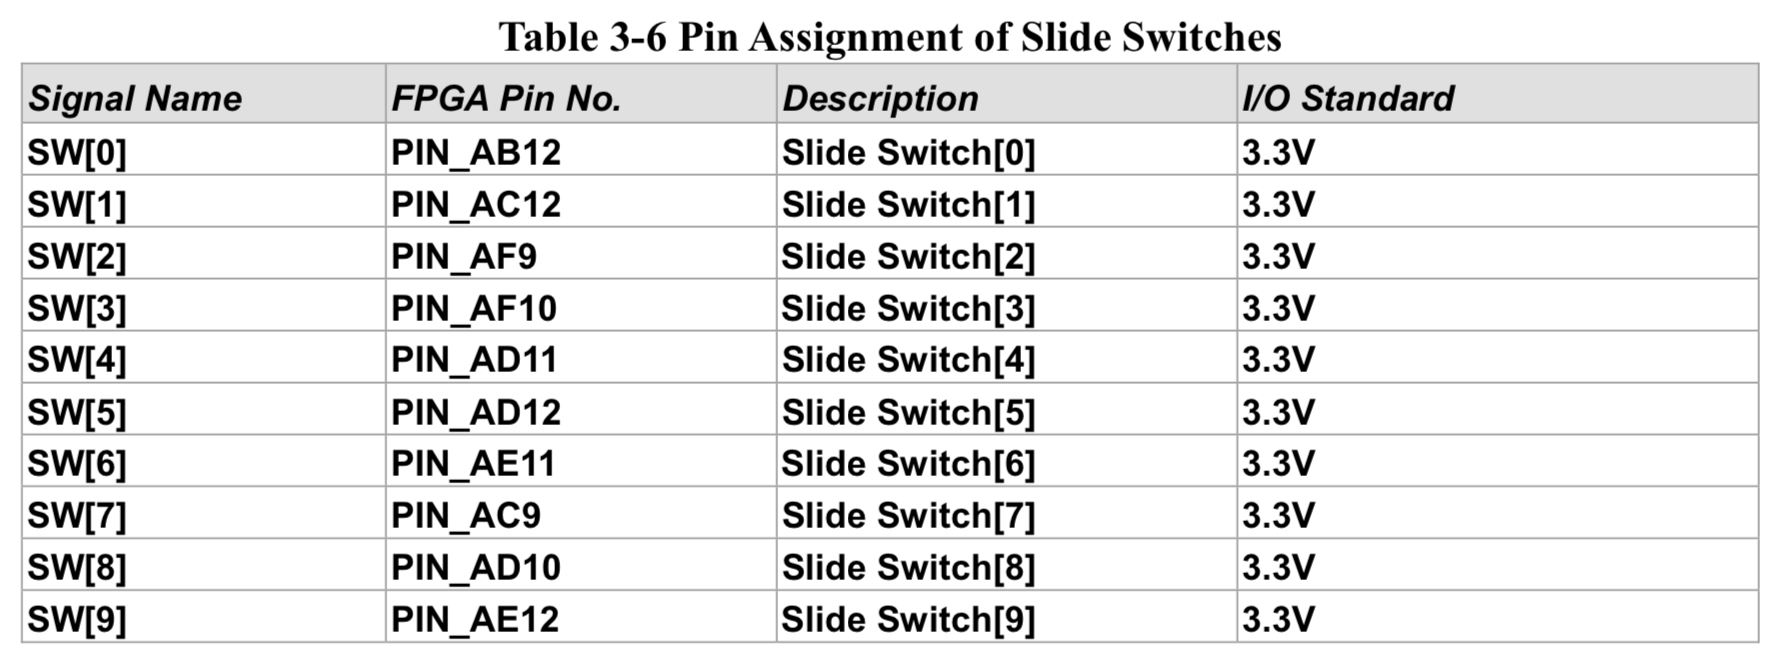 Table 3-6 Pin Assignment of Slide Switches
Signal Name FPGA Pin No. Description I/O Standard
SW[0] PIN_AB12 Slide Switch[0] 3.3V
SW[1] PIN_AC12 Slide Switch[1] 3.3V
SW[2] PIN_AF9 Slide Switch[2] 3.3V
SW[3] PIN_AF10 Slide Switch[3] 3.3V
SW[4] PIN_AD11 Slide Switch[4] 3.3V
SW[5] PIN_AD12 Slide Switch[5] 3.3V
SW[6] PIN_AE11 Slide Switch[6] 3.3V
SW[7] PIN_AC9 Slide Switch[7] 3.3V
SW[8] PIN_AD10 Slide Switch[8] 3.3V
SW[9] PIN_AE12 Slide Switch[9] 3.3V